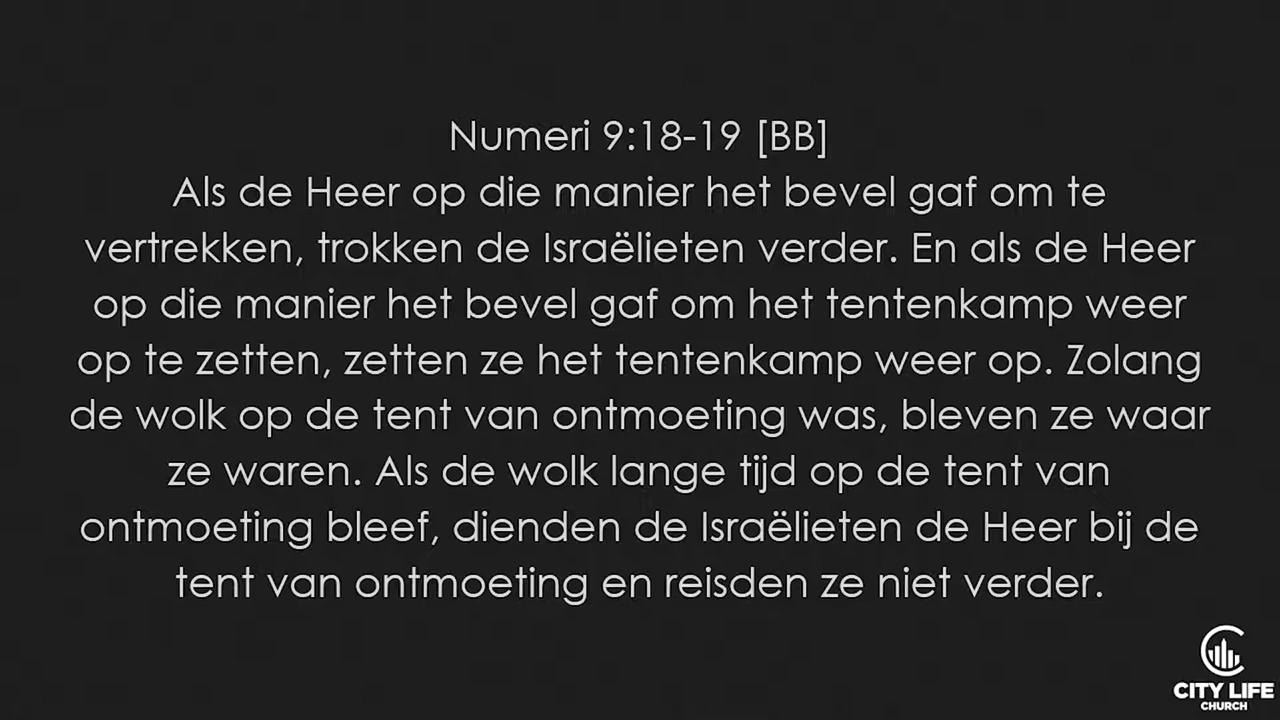 Numeri 9:18-19 [BB]
Als de Heer op die manier het bevel gaf om te
vertrekken, trokken de Israëlieten verder. En als de Heer
op die manier het bevel gaf om het tentenkamp weer
op te zetten, zetten ze het tentenkamp weer op. Zolang
de wolk op de tent van ontmoeting was, bleven ze waar
ze waren. Als de wolk lange tijd op de tent van
ontmoeting bleef, dienden de Israëlieten de Heer bij de
tent van ontmoeting en reisden ze niet verder.
CITY LIFE
CHURCH